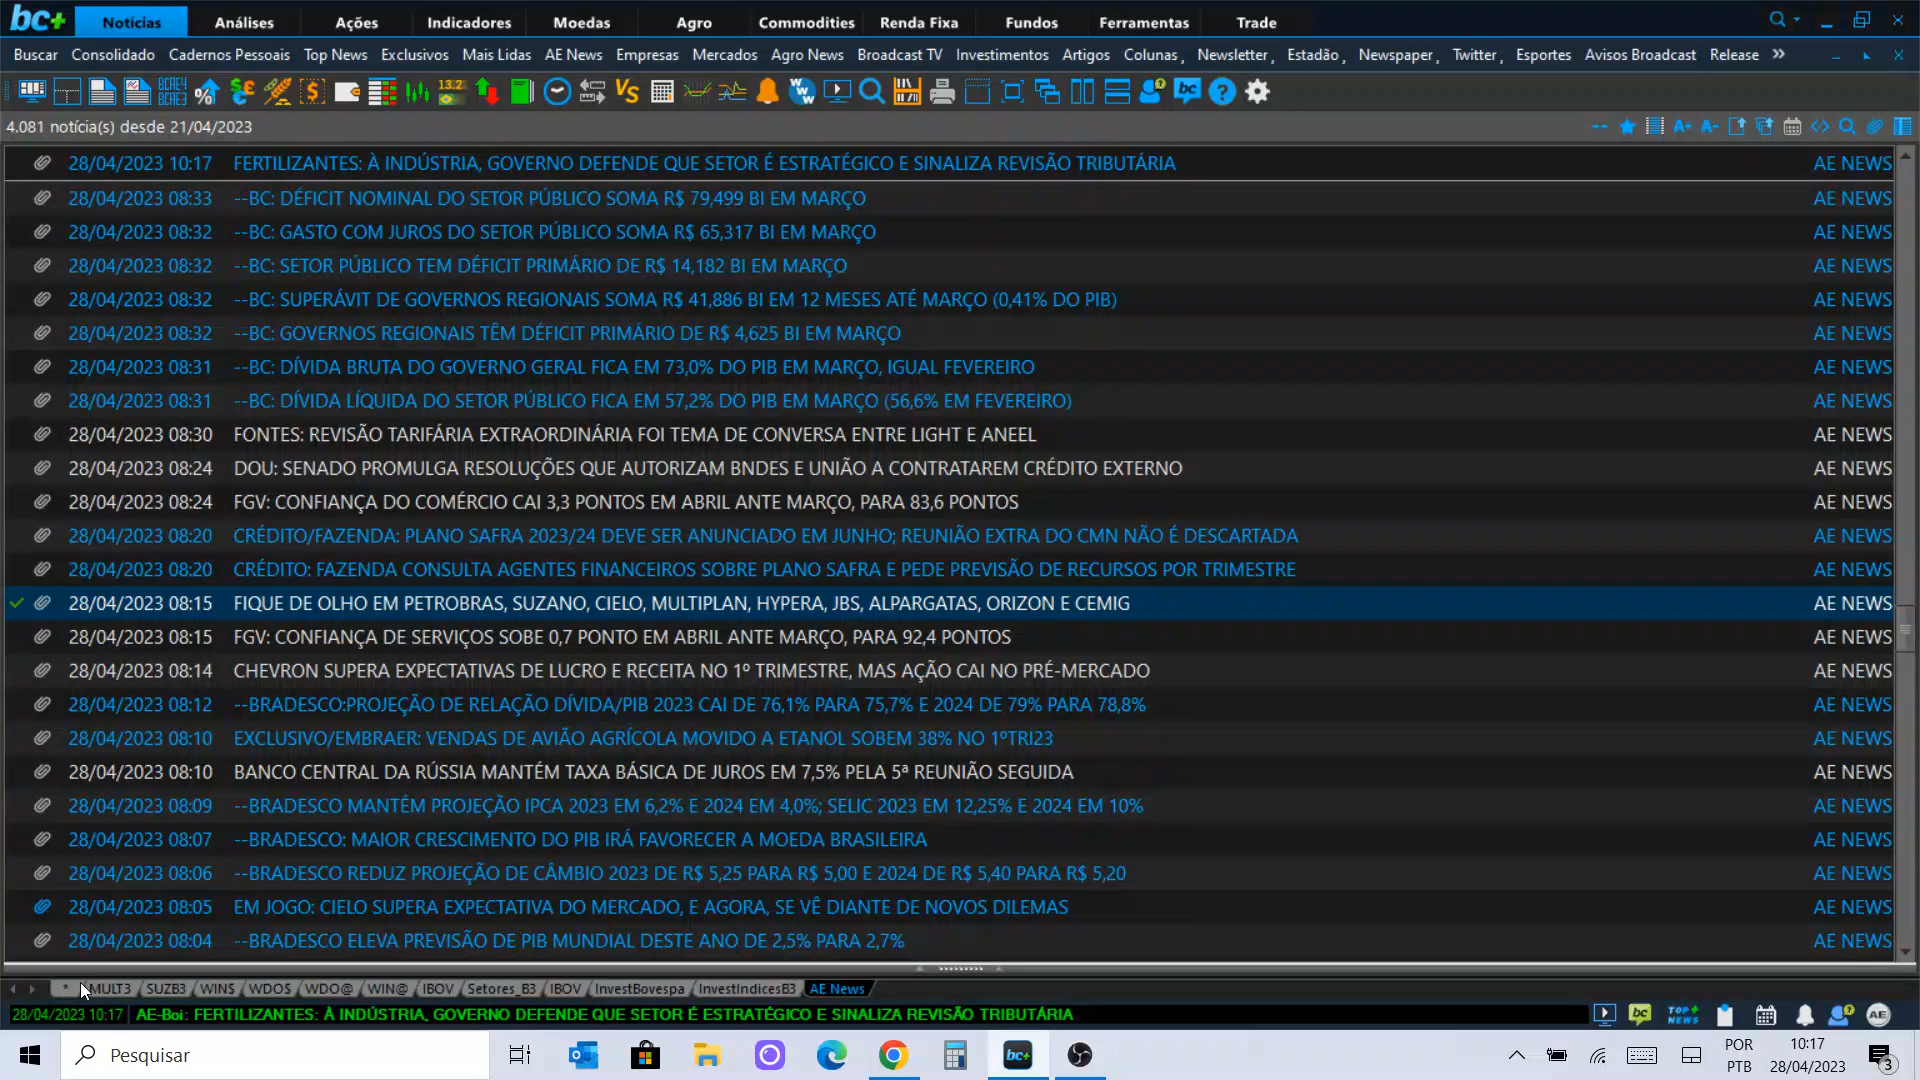 bc+ Notícias Análises Ações Indicadores Moedas Agro Commodities Renda Fixa Fundos Ferramentas Trade
Buscar Consolidado Cadernos Pessoais Top News Exclusivos Mais Lidas AE News Empresas Mercados Agro News Broadcast TV Investimentos Artigos Colunas Newsletter Estadão Newspaper Twitter Esportes Avisos Broadcast Release
4.081 notícia(s) desde 21/04/2023
28/04/2023 10:17 FERTILIZANTES: À INDÚSTRIA, GOVERNO DEFENDE QUE SETOR É ESTRATÉGICO E SINALIZA REVISÃO TRIBUTÁRIA AE NEWS
28/04/2023 08:33 --BC: DÉFICIT NOMINAL DO SETOR PÚBLICO SOMA R$ 79,499 BI EM MARÇO AE NEWS
28/04/2023 08:32 --BC: GASTO COM JUROS DO SETOR PÚBLICO SOMA R$ 65,317 BI EM MARÇO AE NEWS
28/04/2023 08:32 --BC: SETOR PÚBLICO TEM DÉFICIT PRIMÁRIO DE R$ 14,182 BI EM MARÇO AE NEWS
28/04/2023 08:32 --BC: SUPERÁVIT DE GOVERNOS REGIONAIS SOMA R$ 41,886 BI EM 12 MESES ATÉ MARÇO (0,41% DO PIB) AE NEWS
28/04/2023 08:32 --BC: GOVERNOS REGIONAIS TÊM DÉFICIT PRIMÁRIO DE R$ 4,625 BI EM MARÇO AE NEWS
28/04/2023 08:31 --BC: DÍVIDA BRUTA DO GOVERNO GERAL FICA EM 73,0% DO PIB EM MARÇO, IGUAL FEVEREIRO AE NEWS
28/04/2023 08:31 --BC: DÍVIDA LÍQUIDA DO SETOR PÚBLICO FICA EM 57,2% DO PIB EM MARÇO (56,6% EM FEVEREIRO) AE NEWS
28/04/2023 08:30 FONTES: REVISÃO TARIFÁRIA EXTRAORDINÁRIA FOI TEMA DE CONVERSA ENTRE LIGHT E ANEEL AE NEWS
28/04/2023 08:24 DOU: SENADO PROMULGA RESOLUÇÕES QUE AUTORIZAM BNDES E UNIÃO A CONTRATAREM CRÉDITO EXTERNO AE NEWS
28/04/2023 08:24 FGV: CONFIANÇA DO COMÉRCIO CAI 3,3 PONTOS EM ABRIL ANTE MARÇO, PARA 83,6 PONTOS AE NEWS
28/04/2023 08:20 CRÉDITO/FAZENDA: PLANO SAFRA 2023/24 DEVE SER ANUNCIADO EM JUNHO; REUNIÃO EXTRA DO CMN NÃO É DESCARTADA AE NEWS
28/04/2023 08:20 CRÉDITO: FAZENDA CONSULTA AGENTES FINANCEIROS SOBRE PLANO SAFRA E PEDE PREVISÃO DE RECURSOS POR TRIMESTRE AE NEWS
28/04/2023 08:15 FIQUE DE OLHO EM PETROBRAS, SUZANO, CIELO, MULTIPLAN, HYPERA, JBS, ALPARGATAS, ORIZON E CEMIG AE NEWS
28/04/2023 08:15 FGV: CONFIANÇA DE SERVIÇOS SOBE 0,7 PONTO EM ABRIL ANTE MARÇO, PARA 92,4 PONTOS AE NEWS
28/04/2023 08:14 CHEVRON SUPERA EXPECTATIVAS DE LUCRO E RECEITA NO 1º TRIMESTRE, MAS AÇÃO CAI NO PRÉ-MERCADO AE NEWS
28/04/2023 08:12 --BRADESCO:PROJEÇÃO DE RELAÇÃO DÍVIDA/PIB 2023 CAI DE 76,1% PARA 75,7% E 2024 DE 79% PARA 78,8% AE NEWS
28/04/2023 08:10 EXCLUSIVO/EMBRAER: VENDAS DE AVIÃO AGRÍCOLA MOVIDO A ETANOL SOBEM 38% NO 1ºTRI23 AE NEWS
28/04/2023 08:10 BANCO CENTRAL DA RÚSSIA MANTÉM TAXA BÁSICA DE JUROS EM 7,5% PELA 5ª REUNIÃO SEGUIDA AE NEWS
28/04/2023 08:09 --BRADESCO MANTÉM PROJEÇÃO IPCA 2023 EM 6,2% E 2024 EM 4,0%; SELIC 2023 EM 12,25% E 2024 EM 10% AE NEWS
28/04/2023 08:07 --BRADESCO: MAIOR CRESCIMENTO DO PIB IRÁ FAVORECER A MOEDA BRASILEIRA AE NEWS
28/04/2023 08:06 --BRADESCO REDUZ PROJEÇÃO DE CÂMBIO 2023 DE R$ 5,25 PARA R$ 5,00 E 2024 DE R$ 5,40 PARA R$ 5,20 AE NEWS
28/04/2023 08:05 EM JOGO: CIELO SUPERA EXPECTATIVA DO MERCADO, E AGORA, SE VÊ DIANTE DE NOVOS DILEMAS AE NEWS
28/04/2023 08:04 --BRADESCO ELEVA PREVISÃO DE PIB MUNDIAL DESTE ANO DE 2,5% PARA 2,7% AE NEWS
* MULT3 SUZB3 WIN$ WDO$ WDO@ WIN@ IBOV Setores_B3 IBOV InvestBovespa InvestIndicesB3 AE News
28/04/2023 10:17 AE-Boi: FERTILIZANTES: À INDÚSTRIA, GOVERNO DEFENDE QUE SETOR É ESTRATÉGICO E SINALIZA REVISÃO TRIBUTÁRIA bc TOP NEWS AE
Pesquisar bc+ POR 10:17
PTB 28/04/2023 3